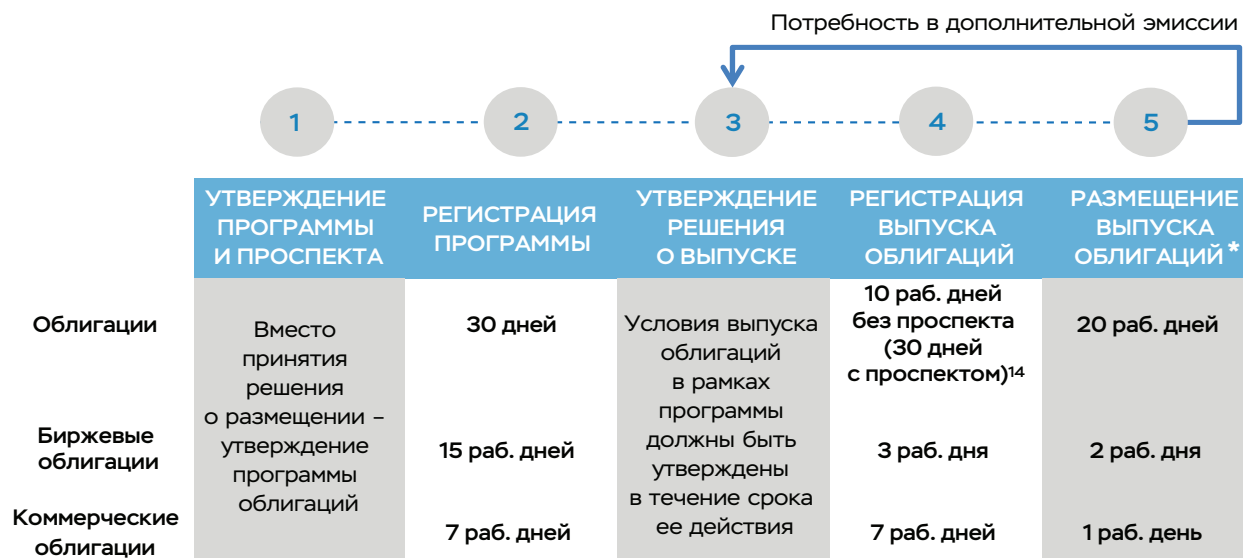 Потребность в дополнительной эмиссии
1
2
3
4
5
УТВЕРЖДЕНИЕ
ПРОГРАММЫ
И ПРОСПЕКТА
РЕГИСТРАЦИЯ
ПРОГРАММЫ
УТВЕРЖДЕНИЕ
РЕШЕНИЯ
О ВЫПУСКЕ
РЕГИСТРАЦИЯ
ВЫПУСКА
ОБЛИГАЦИЙ
РАЗМЕЩЕНИЕ
ВЫПУСКА
ОБЛИГАЦИЙ *
Облигации
Вместо
принятия
решения
о размещении –
утверждение
программы
облигаций
30 дней
Условия выпуска
облигаций
в рамках
программы
должны быть
утверждены
в течение срока
ее действия
10 раб. дней
без проспекта
(30 дней
с проспектом)¹⁴
20 раб. дней
Биржевые
облигации
15 раб. дней
3 раб. дня
2 раб. дня
Коммерческие
облигации
7 раб. дней
7 раб. дней
1 раб. день